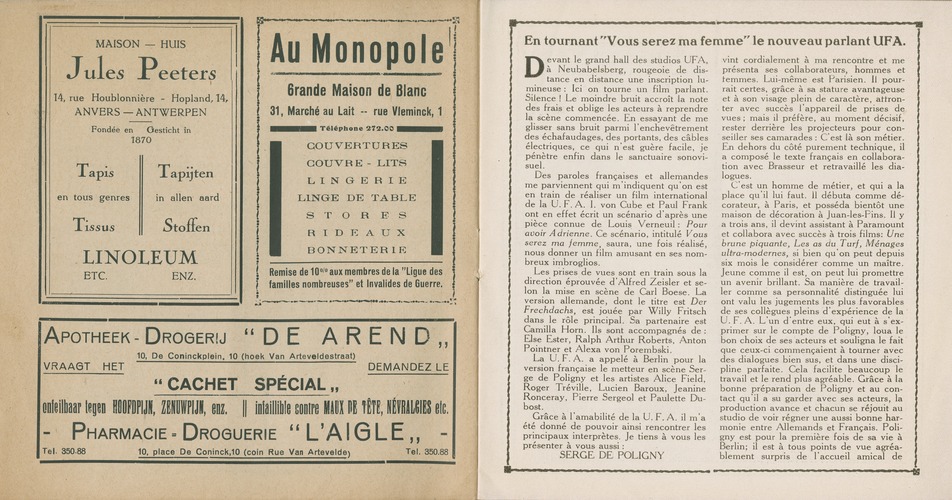 MAISON — HUIS
Jules Peeters
14, rue Houblonnière - Hopland, 14,
ANVERS — ANTWERPEN
Fondée en Gesticht in
1870
Tapis Tapijten
en tous genres in allen aard
Tissus Stoffen
LINOLEUM
ETC. ENZ.
Au Monopole
Grande Maison de Blanc
31, Marché au Lait -- rue Vleminck, 1
Téléphone 272.00
COUVERTURES
COUVRE - LITS
LINGERIE
LINGE DE TABLE
STORES
RIDEAUX
BONNETERIE
Remise de 10% aux membres de la "Ligue des
familles nombreuses" et Invalides de Guerre.
APOTHEEK - DROGERIJ "DE AREND„
10, De Coninckplein, 10 (hoek Van Arteveldestraat)
VRAAGT HET DEMANDEZ LE
"CACHET SPÉCIAL„
onfeilbaar tegen HOOFDPIJN, ZENUWPIJN, enz. || infaillible contre MAUX DE TÊTE, NÉVRALGIES etc.
- PHARMACIE - DROGUERIE "L'AIGLE„ -
Tel. 350.88 10, place De Coninck,10 (coin Rue Van Artevelde) Tel. 350.88
En tournant "Vous serez ma femme" le nouveau parlant UFA.
Devant le grand hall des studios UFA,
à Neubabelsberg, rougeoie de dis-
tance en distance une inscription lu-
mineuse : Ici on tourne un film parlant.
Silence ! Le moindre bruit accroît la note
des frais et oblige les acteurs à reprendre
la scène commencée. En essayant de me
glisser sans bruit parmi l'enchevêtrement
des échafaudages, des portants, des câbles
électriques, ce qui n'est guère facile, je
pénètre enfin dans le sanctuaire sonovi-
suel.
Des paroles françaises et allemandes
me parviennent qui m'indiquent qu'on est
en train de réaliser un film international
de la U. F. A. I. von Cube et Paul Frank
ont en effet écrit un scénario d'après une
pièce connue de Louis Verneuil : Pour
avoir Adrienne. Ce scénario, intitulé Vous
serez ma femme, saura, une fois réalisé,
nous donner un film amusant en ses nom-
breux imbroglios.
Les prises de vues sont en train sous la
direction éprouvée d'Alfred Zeisler et se-
lon la mise en scène de Carl Boese. La
version allemande, dont le titre est Der
Frechdachs, est jouée par Willy Fritsch
dans le rôle principal. Sa partenaire est
Camilla Horn. Ils sont accompagnés de :
Else Ester, Ralph Arthur Roberts, Anton
Pointner et Alexa von Porembski.
La U. F. A. a appelé à Berlin pour la
version française le metteur en scène Ser-
ge de Poligny et les artistes Alice Field,
Roger Tréville, Lucien Baroux, Jeanine
Ronceray, Pierre Sergeol et Paulette Du-
bost.
Grâce à l'amabilité de la U. F. A. il m'a
été donné de pouvoir ainsi rencontrer les
principaux interprètes. Je tiens à vous les
présenter à vous aussi :
SERGE DE POLIGNY
vint cordialement à ma rencontre et me
présenta ses collaborateurs, hommes et
femmes. Lui-même est Parisien. Il pour-
rait certes, grâce à sa stature avantageuse
et à son visage plein de caractère, affron-
ter avec succès l'appareil de prises de
vues ; mais il préfère, au moment décisif,
rester derrière les projecteurs pour con-
seiller ses camarades : C'est là son métier.
En dehors du côté purement technique, il
a composé le texte français en collabora-
tion avec Brasseur et retravaillé les dia-
logues.
C'est un homme de métier, et qui a la
place qu'il lui faut. Il débuta comme dé-
corateur, à Paris, et posséda bientôt une
maison de décoration à Juan-les-Pins. Il y
a trois ans, il devint assistant à Paramount
et collabora avec succès à trois films: Une
brune piquante, Les as du Turf, Ménages
ultra-modernes, si bien qu'on peut depuis
six mois le considérer comme un maître.
Jeune comme il est, on peut lui promettre
un avenir brillant. Sa manière de travail-
ler comme sa personnalité distinguée lui
ont valu les jugements les plus favorables
de ses collègues pleins d'expérience de la
U. F. A. L'un d'entre eux, qui eut à s'ex-
primer sur le compte de Poligny, loua le
bon choix de ses acteurs et souligna le fait
que ceux-ci commençaient à tourner avec
des dialogues bien sus, et dans une disci-
pline parfaite. Cela facilite beaucoup le
travail et le rend plus agréable. Grâce à la
bonne préparation de Poligny et au con-
tact qu'il a su garder avec ses acteurs, la
production avance et chacun se réjouit au
studio de voir régner une aussi bonne har-
monie entre Allemands et Français. Poli-
gny est pour la première fois de sa vie à
Berlin; il est à tous points de vue agréa-
blement surpris de l'accueil amical de